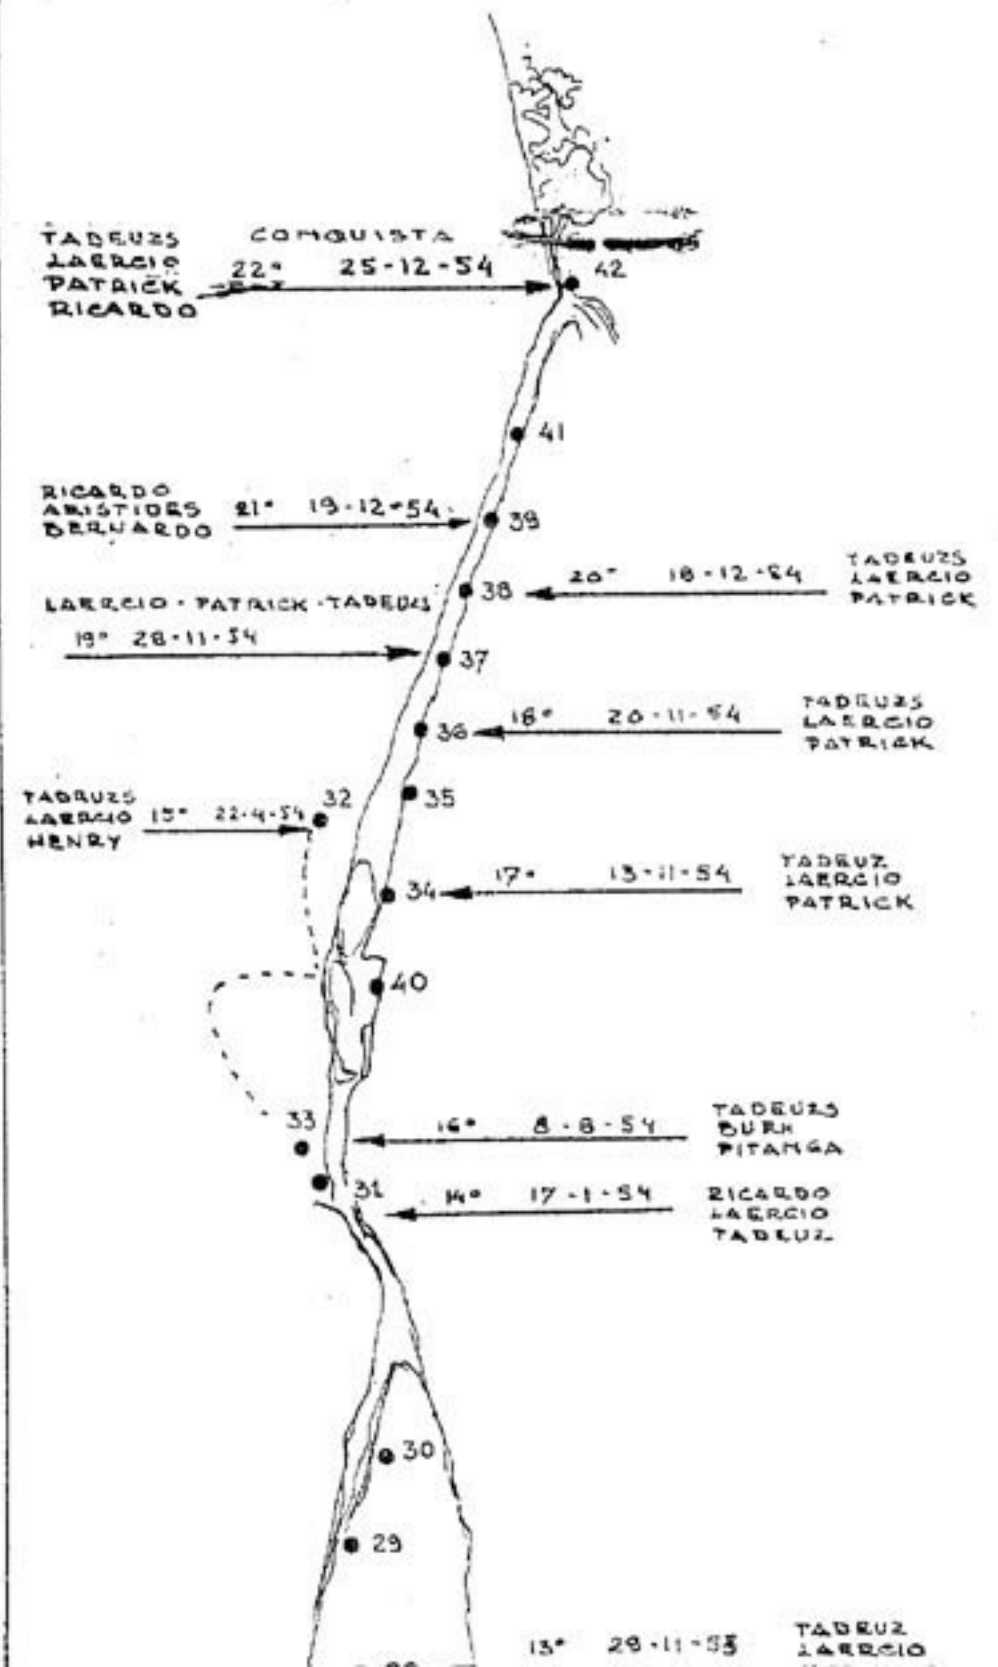 TADEUZS
LAERCIO
PATRICK
RICARDO
CONQUISTA
22° 25-12-54
42
41
RICARDO
ARISTIDES
BERNARDO
21° 19-12-54
39
38
20° 18-12-54
TADEUZS
LAERCIO
PATRICK
LAERCIO - PATRICK - TADEUZS
19° 28-11-54
37
36
18° 20-11-54
TADEUZS
LAERCIO
PATRICK
35
32
TADEUZS
LAERCIO
HENRY
15° 22-4-54
34
17° 13-11-54
TADEUZ
LAERCIO
PATRICK
40
33
16° 8-8-54
TADEUZS
BURH
PITANGA
31
14° 17-1-54
RICARDO
LAERCIO
TADEUZ
30
29
13° 29-11-53
TADEUZ
LAERCIO